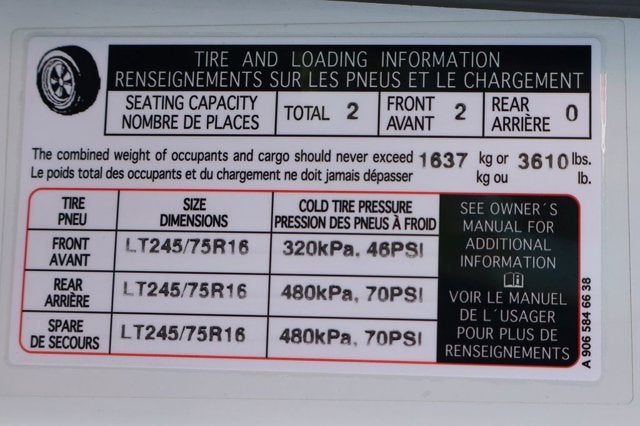 TIRE AND LOADING INFORMATION
RENSEIGNEMENTS SUR LES PNEUS ET LE CHARGEMENT
SEATING CAPACITY
NOMBRE DE PLACES
TOTAL 2
FRONT
AVANT
2
REAR
ARRIÈRE
0
The combined weight of occupants and cargo should never exceed 1637 kg or 3610 lbs.
Le poids total des occupants et du chargement ne doit jamais dépasser kg ou lb.
TIRE
PNEU
SIZE
DIMENSIONS
COLD TIRE PRESSURE
PRESSION DES PNEUS À FROID
FRONT
AVANT
LT245/75R16
320kPa, 46PSI
REAR
ARRIÈRE
LT245/75R16
480kPa, 70PSI
SPARE
DE SECOURS
LT245/75R16
480kPa, 70PSI
SEE OWNER´S
MANUAL FOR
ADDITIONAL
INFORMATION
VOIR LE MANUEL
DE L´USAGER
POUR PLUS DE
RENSEIGNEMENTS
A 906 584 66 38